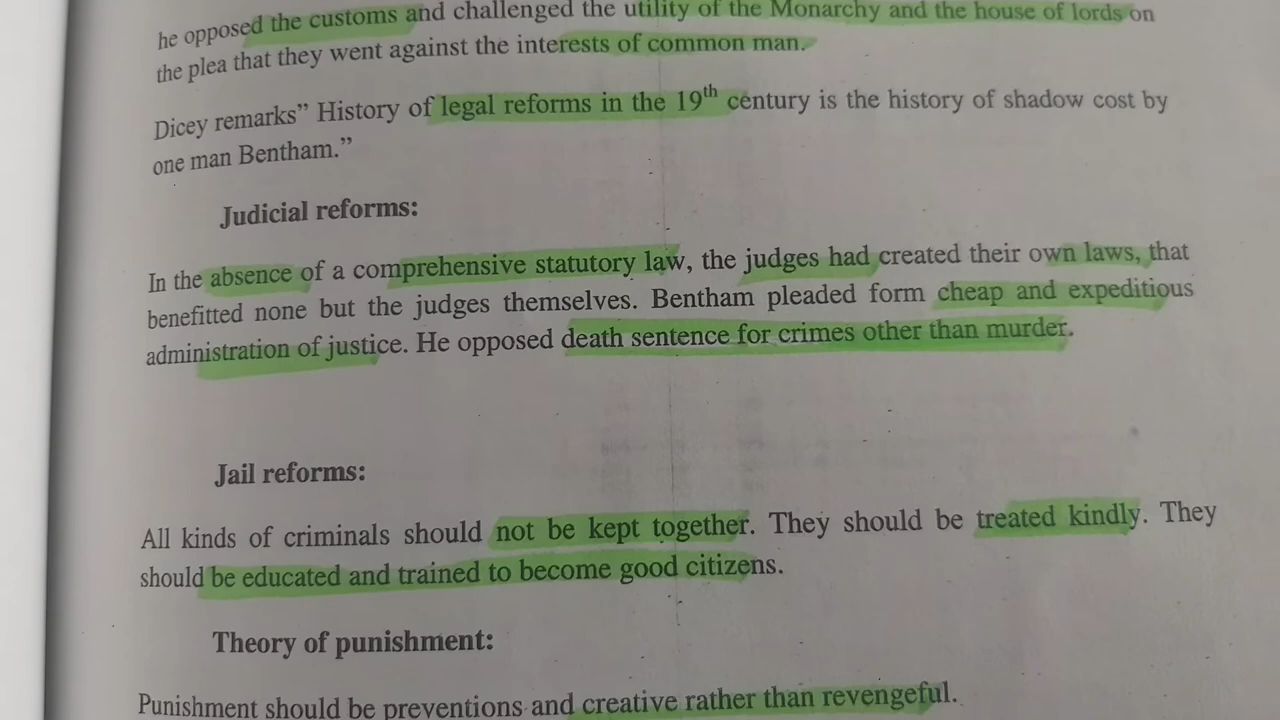 he opposed the customs and challenged the utility of the Monarchy and the house of lords on
the plea that they went against the interests of common man.
Dicey remarks” History of legal reforms in the 19th century is the history of shadow cost by
one man Bentham.”
Judicial reforms:
In the absence of a comprehensive statutory law, the judges had created their own laws, that
benefitted none but the judges themselves. Bentham pleaded form cheap and expeditious
administration of justice. He opposed death sentence for crimes other than murder.
Jail reforms:
All kinds of criminals should not be kept together. They should be treated kindly. They
should be educated and trained to become good citizens.
Theory of punishment:
Punishment should be preventions and creative rather than revengeful.